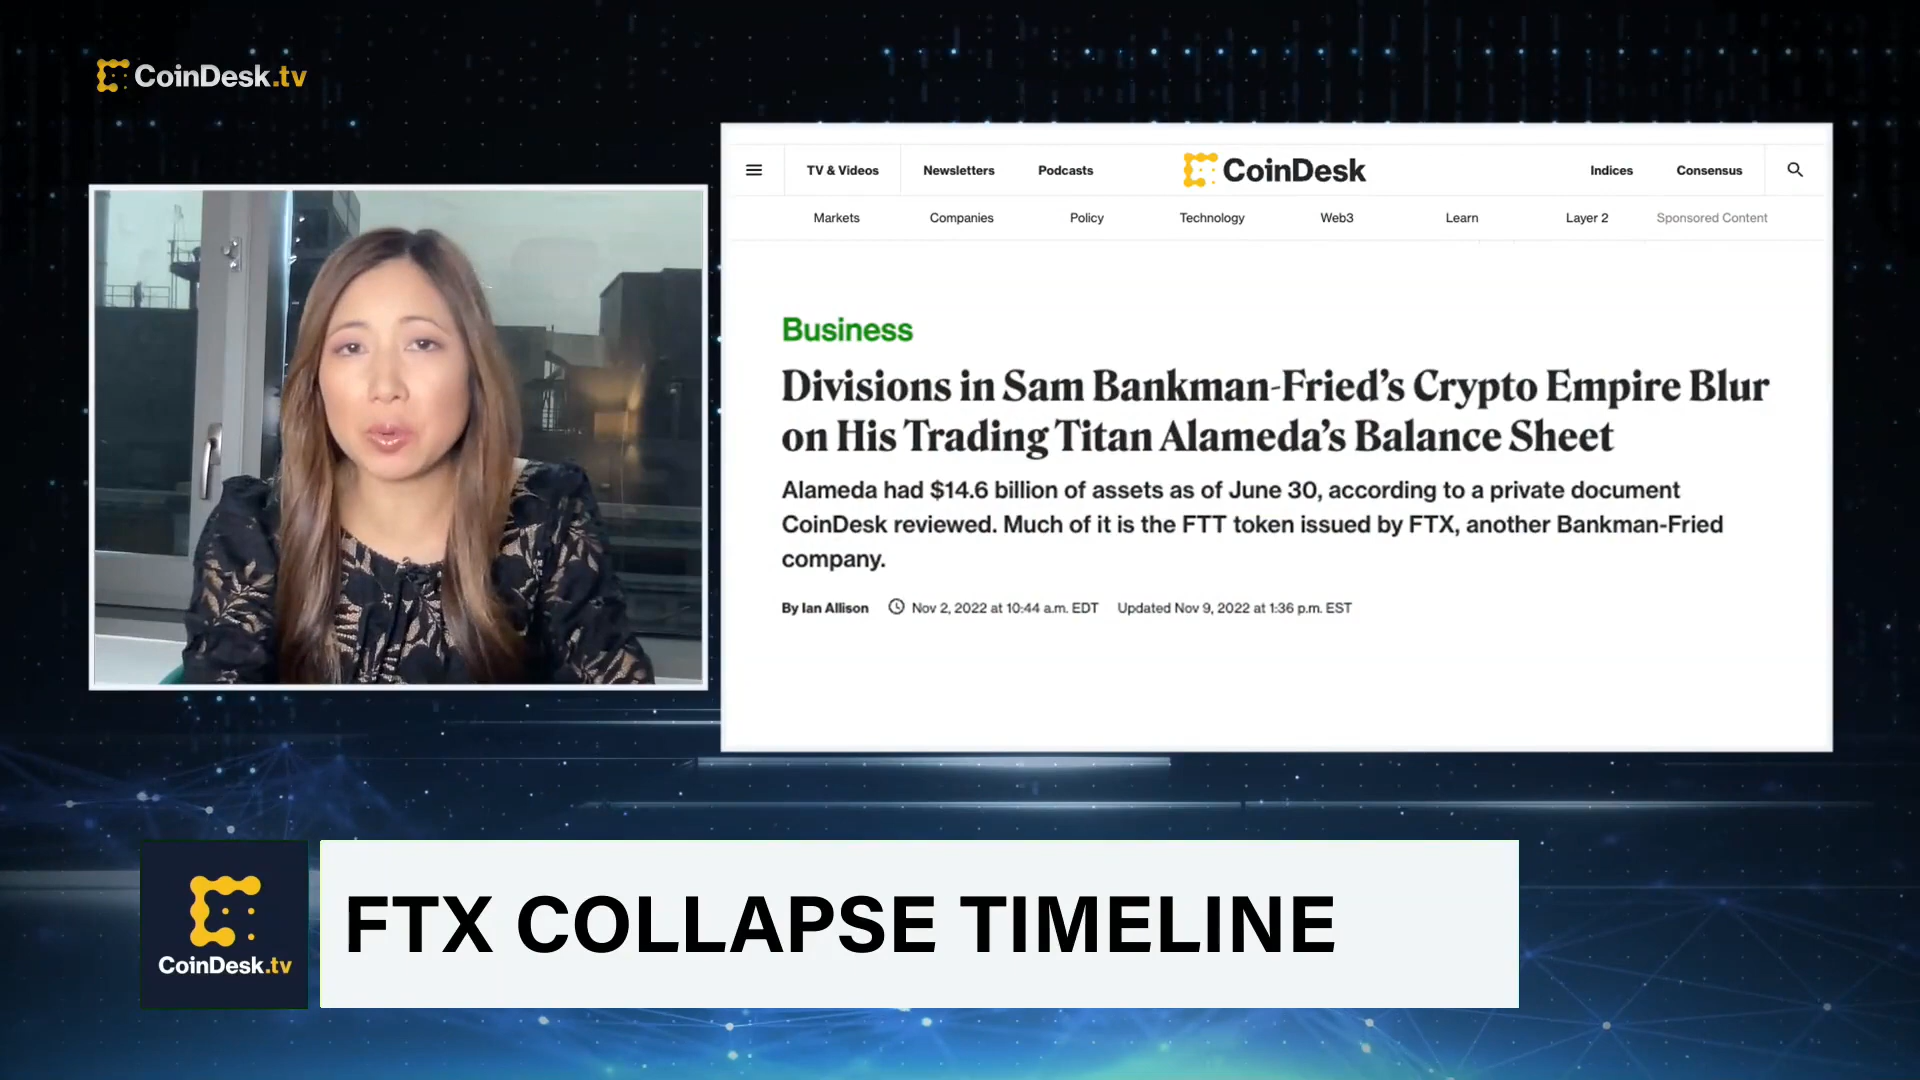 CoinDesk.tv
TV & Videos
Newsletters
Podcasts
CoinDesk
Indices
Consensus
Markets
Companies
Policy
Technology
Web3
Learn
Layer 2
Sponsored Content
Business
Divisions in Sam Bankman-Fried’s Crypto Empire Blur
on His Trading Titan Alameda’s Balance Sheet
Alameda had $14.6 billion of assets as of June 30, according to a private document
CoinDesk reviewed. Much of it is the FTT token issued by FTX, another Bankman-Fried
company.
By Ian Allison Nov 2, 2022 at 10:44 a.m. EDT Updated Nov 9, 2022 at 1:36 p.m. EST
CoinDesk.tv
FTX COLLAPSE TIMELINE